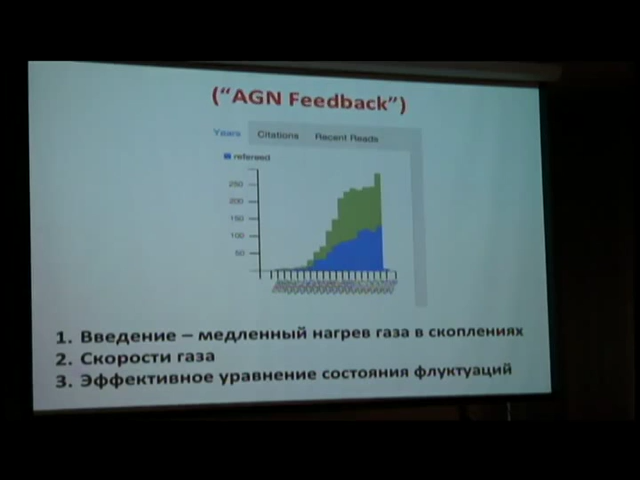 ("AGN Feedback")
Years Citations Recent Reads
refereed
250
200
150
100
50
1. Введение – медленный нагрев газа в скоплениях
2. Скорости газа
3. Эффективное уравнение состояния флуктуаций